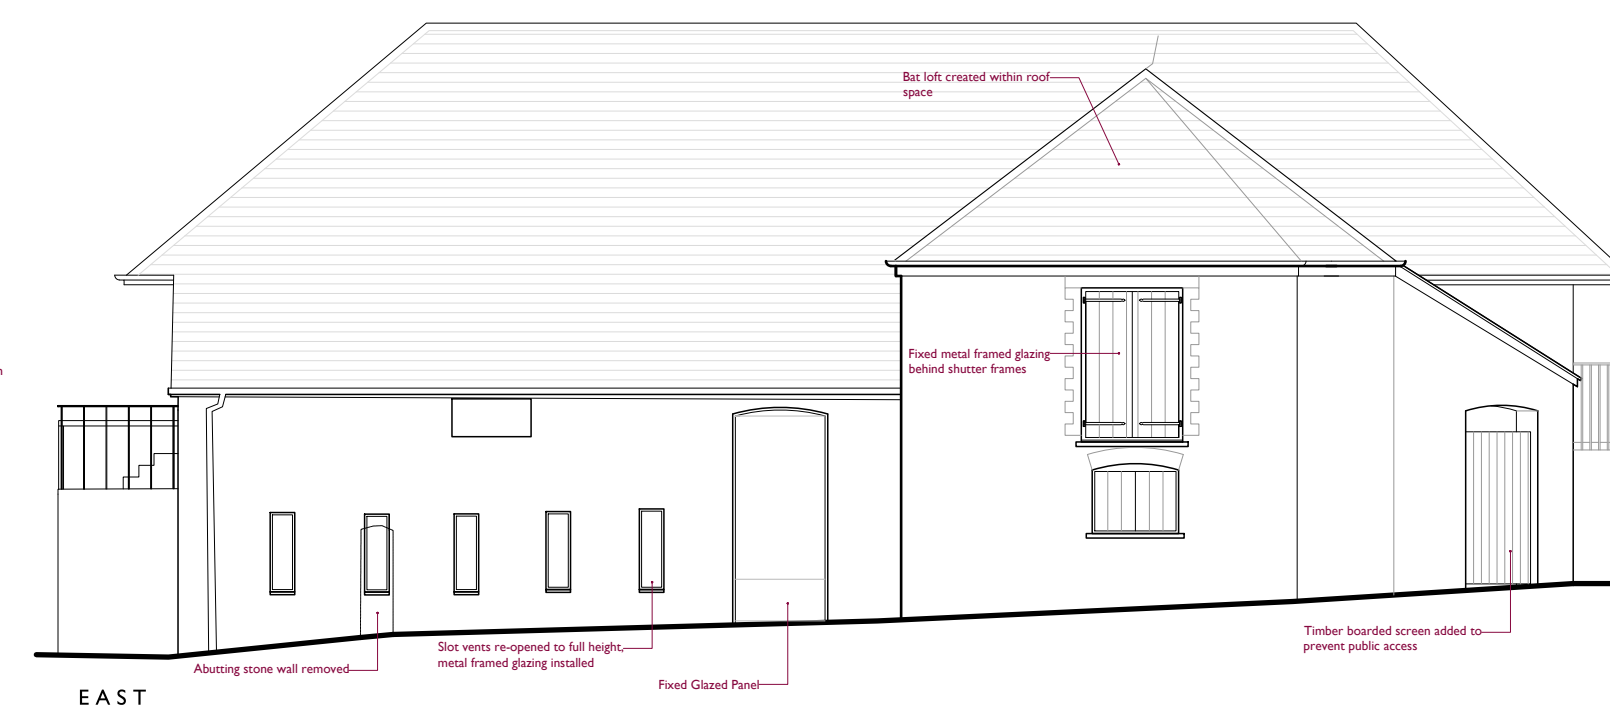 Bat loft created within roof
space
Fixed metal framed glazing
behind shutter frames
Slot vents re-opened to full height,
metal framed glazing installed
Abutting stone wall removed
Fixed Glazed Panel
Timber boarded screen added to
prevent public access
EAST